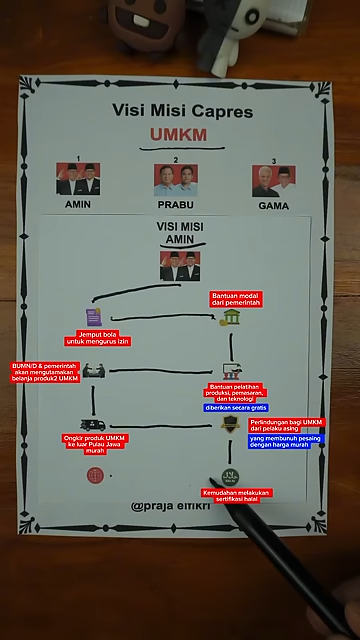 Visi Misi Capres
UMKM
1
2
3
AMIN
PRABU
GAMA
VISI MISI
AMIN
Jemput bola
untuk mengurus izin
Bantuan modal
dari pemerintah
BUMN/D & pemerintah
akan mengutamakan
belanja produk2 UMKM
Bantuan pelatihan
produksi, pemasaran,
dan teknologi
diberikan secara gratis
Ongkir produk UMKM
ke luar Pulau Jawa
murah
Perlindungan bagi UMKM
dari pelaku asing
yang membunuh pesaing
dengan harga murah
Kemudahan melakukan
sertifikasi halal
@praja elfikri